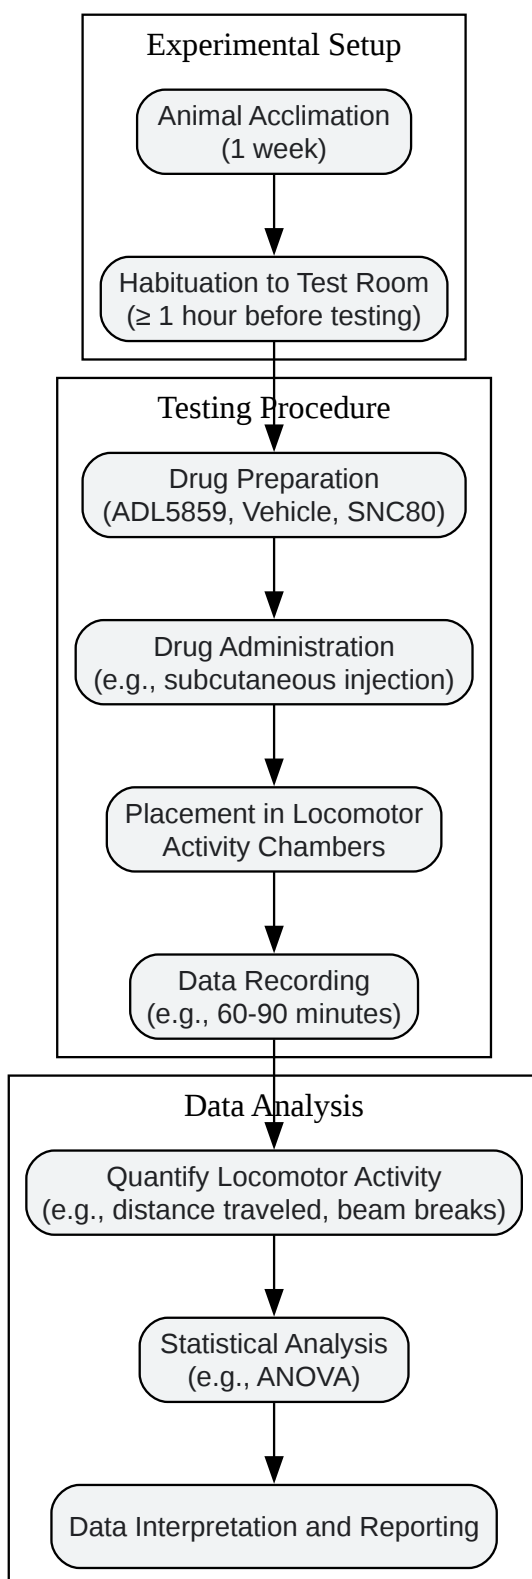 Experimental Setup
Animal Acclimation
(1 week)
Habituation to Test Room
(≥ 1 hour before testing)
Testing Procedure
Drug Preparation
(ADL5859, Vehicle, SNC80)
Drug Administration
(e.g., subcutaneous injection)
Placement in Locomotor
Activity Chambers
Data Recording
(e.g., 60-90 minutes)
Data Analysis
Quantify Locomotor Activity
(e.g., distance traveled, beam breaks)
Statistical Analysis
(e.g., ANOVA)
Data Interpretation and Reporting